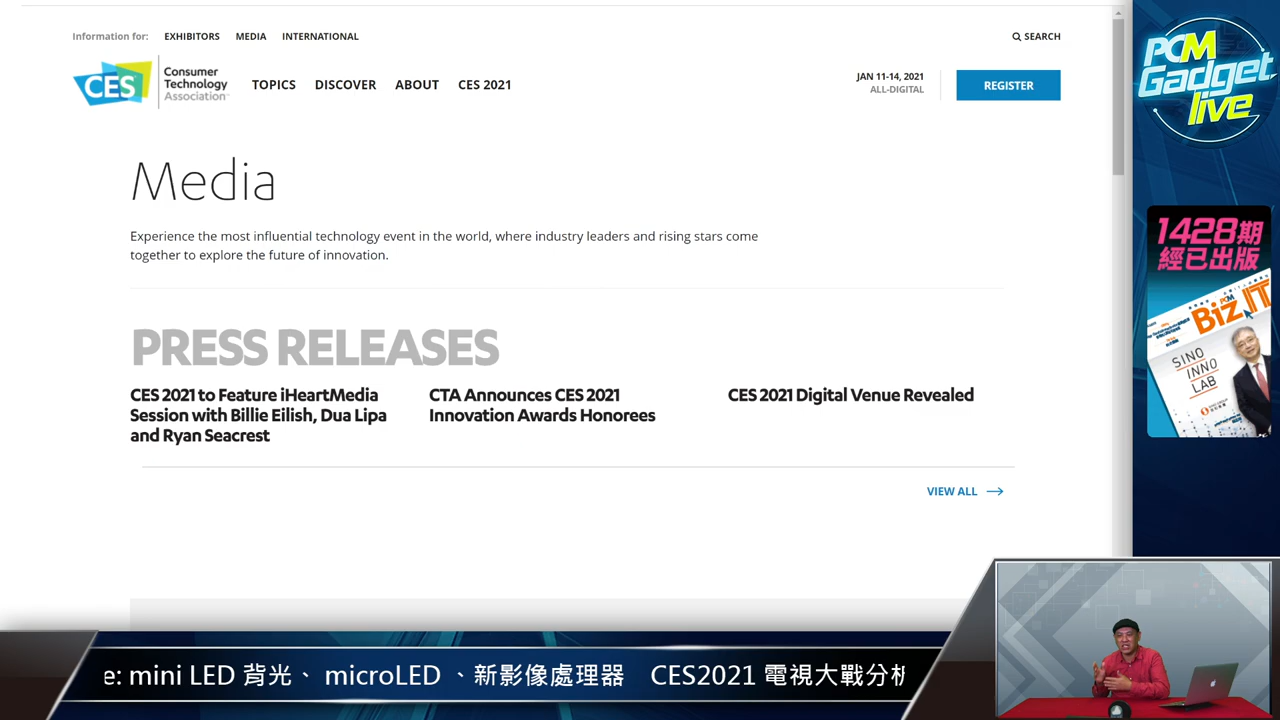 Information for:
EXHIBITORS
MEDIA
INTERNATIONAL
SEARCH
CES
Consumer
Technology
Association
TOPICS
DISCOVER
ABOUT
CES 2021
JAN 11-14, 2021
ALL-DIGITAL
REGISTER
Media
Experience the most influential technology event in the world, where industry leaders and rising stars come
together to explore the future of innovation.
PRESS RELEASES
CES 2021 to Feature iHeartMedia
Session with Billie Eilish, Dua Lipa
and Ryan Seacrest
CTA Announces CES 2021
Innovation Awards Honorees
CES 2021 Digital Venue Revealed
VIEW ALL
PCM
Gadget
live
1428期
經已出版
PCM
Biz.IT
SINO
INNO
LAB
e: mini LED 背光、 microLED 、新影像處理器 CES2021 電視大戰分析